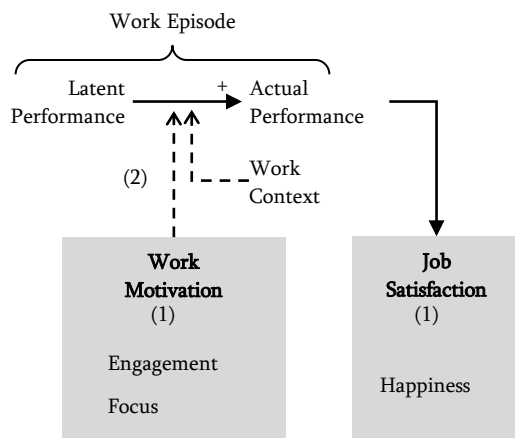 Work Episode
Latent
Performance
+
Actual
Performance
(2)
Work
Context
Work
Motivation
(1)
Engagement
Focus
Job
Satisfaction
(1)
Happiness